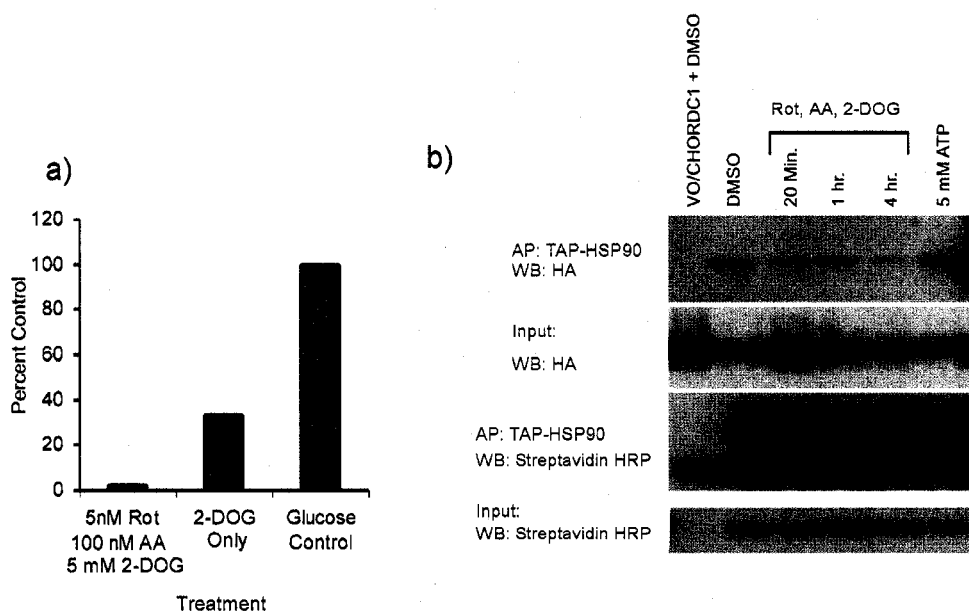 a)
Percent Control
120
100
80
60
40
20
0
5nM Rot
100 nM AA
5 mM 2-DOG
2-DOG
Only
Glucose
Control
Treatment
b)
VO/CHORDC1 + DMSO
DMSO
Rot, AA, 2-DOG
20 Min.
1 hr.
4 hr.
5 mM ATP
AP: TAP-HSP90
WB: HA
Input:
WB: HA
AP: TAP-HSP90
WB: Streptavidin HRP
Input:
WB: Streptavidin HRP